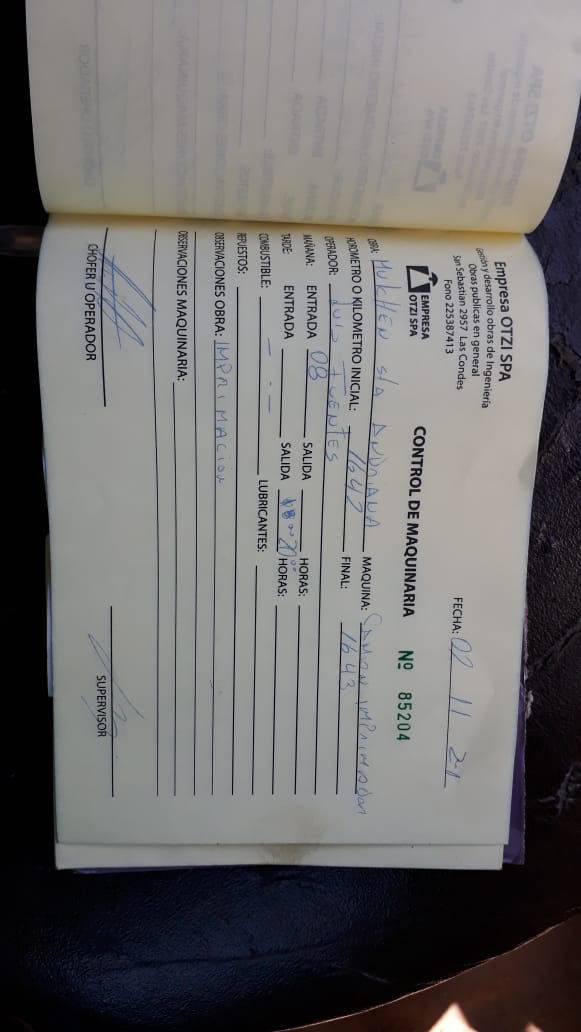 Empresa OTZI SPA
Gestión y desarrollo obras de Ingeniería
Obras publicas en general
San Sebastian 2957 Las Condes
Fono 225387413
FECHA: 02 11 21
EMPRESA
OTZI SPA
CONTROL DE MAQUINARIA Nº 85204
OBRA: MULCHEN sta ANDRIANA MAQUINA: CAMION IMPRIMADOR
HOROMETRO O KILOMETRO INICIAL: 1642 FINAL: 1643
OPERADOR: LUIS FUENTES
MAÑANA: ENTRADA 08 SALIDA HORAS:
TARDE: ENTRADA SALIDA 20°° HORAS:
COMBUSTIBLE: — · — LUBRICANTES:
REPUESTOS:
OBSERVACIONES OBRA: IMPRIMACION
OBSERVACIONES MAQUINARIA:
CHOFER U OPERADOR
SUPERVISOR